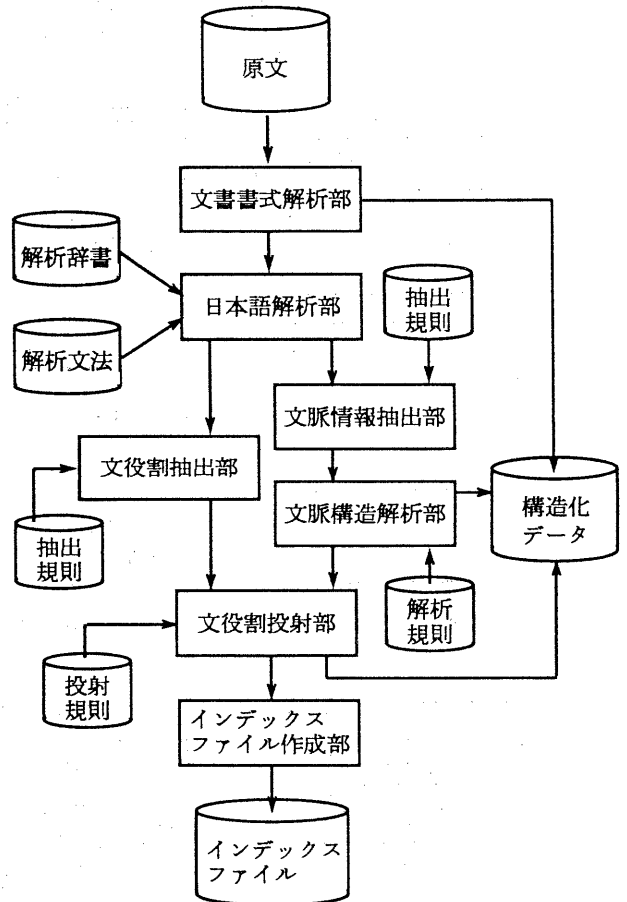 原文
文書書式解析部
解析辞書
日本語解析部
抽出
規則
解析文法
文脈情報抽出部
文役割抽出部
文脈構造解析部
構造化
データ
抽出
規則
解析
規則
文役割投射部
投射
規則
インデックス
ファイル作成部
インデックス
ファイル